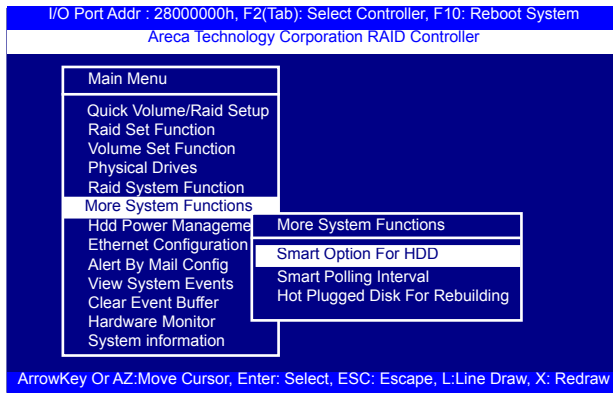 I/O Port Addr : 28000000h, F2(Tab): Select Controller, F10: Reboot System
Areca Technology Corporation RAID Controller
Main Menu
Quick Volume/Raid Setup
Raid Set Function
Volume Set Function
Physical Drives
Raid System Function
More System Functions
Hdd Power Manageme
Ethernet Configuration
Alert By Mail Config
View System Events
Clear Event Buffer
Hardware Monitor
System information
More System Functions
Smart Option For HDD
Smart Polling Interval
Hot Plugged Disk For Rebuilding
ArrowKey Or AZ:Move Cursor, Enter: Select, ESC: Escape, L:Line Draw, X: Redraw